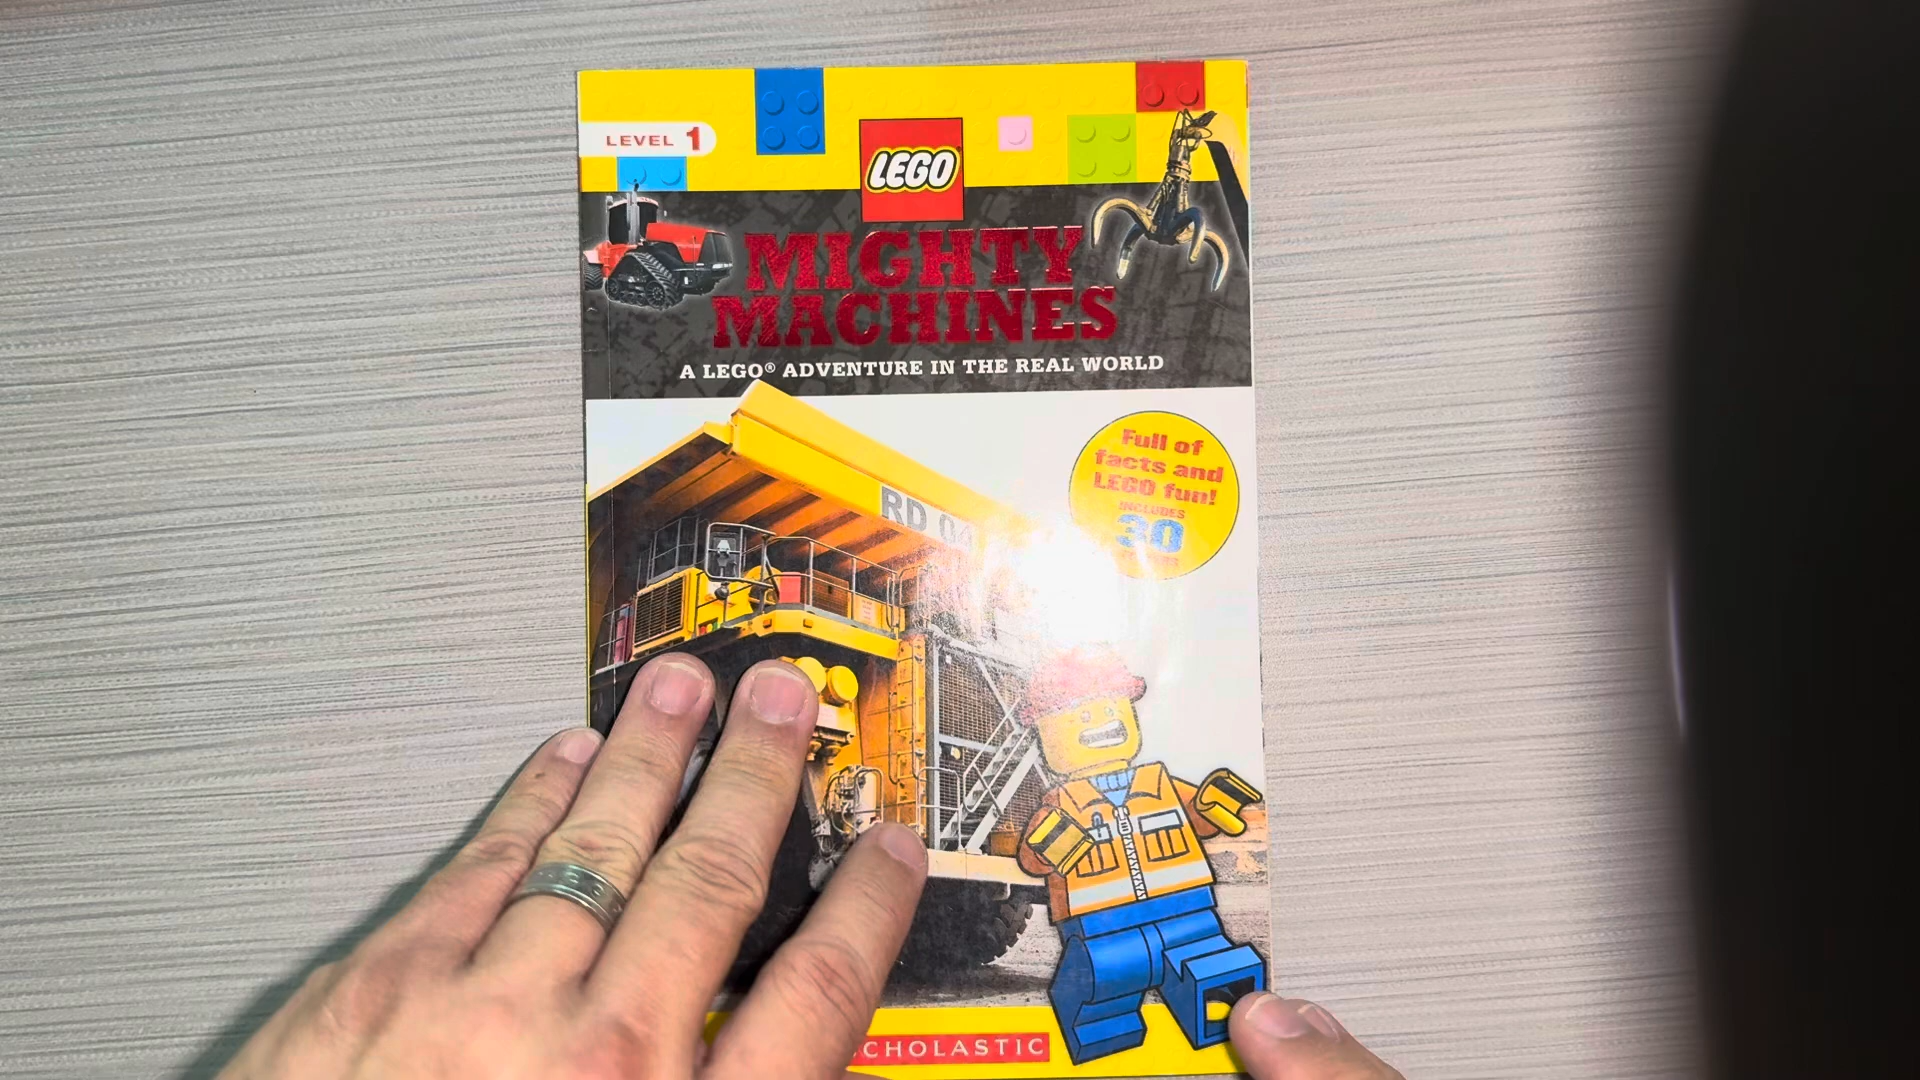 LEVEL 1
LEGO
MIGHTY
MACHINES
A LEGO® ADVENTURE IN THE REAL WORLD
Full of
facts and
LEGO fun!
INCLUDES
30
RD 04
CHOLASTIC